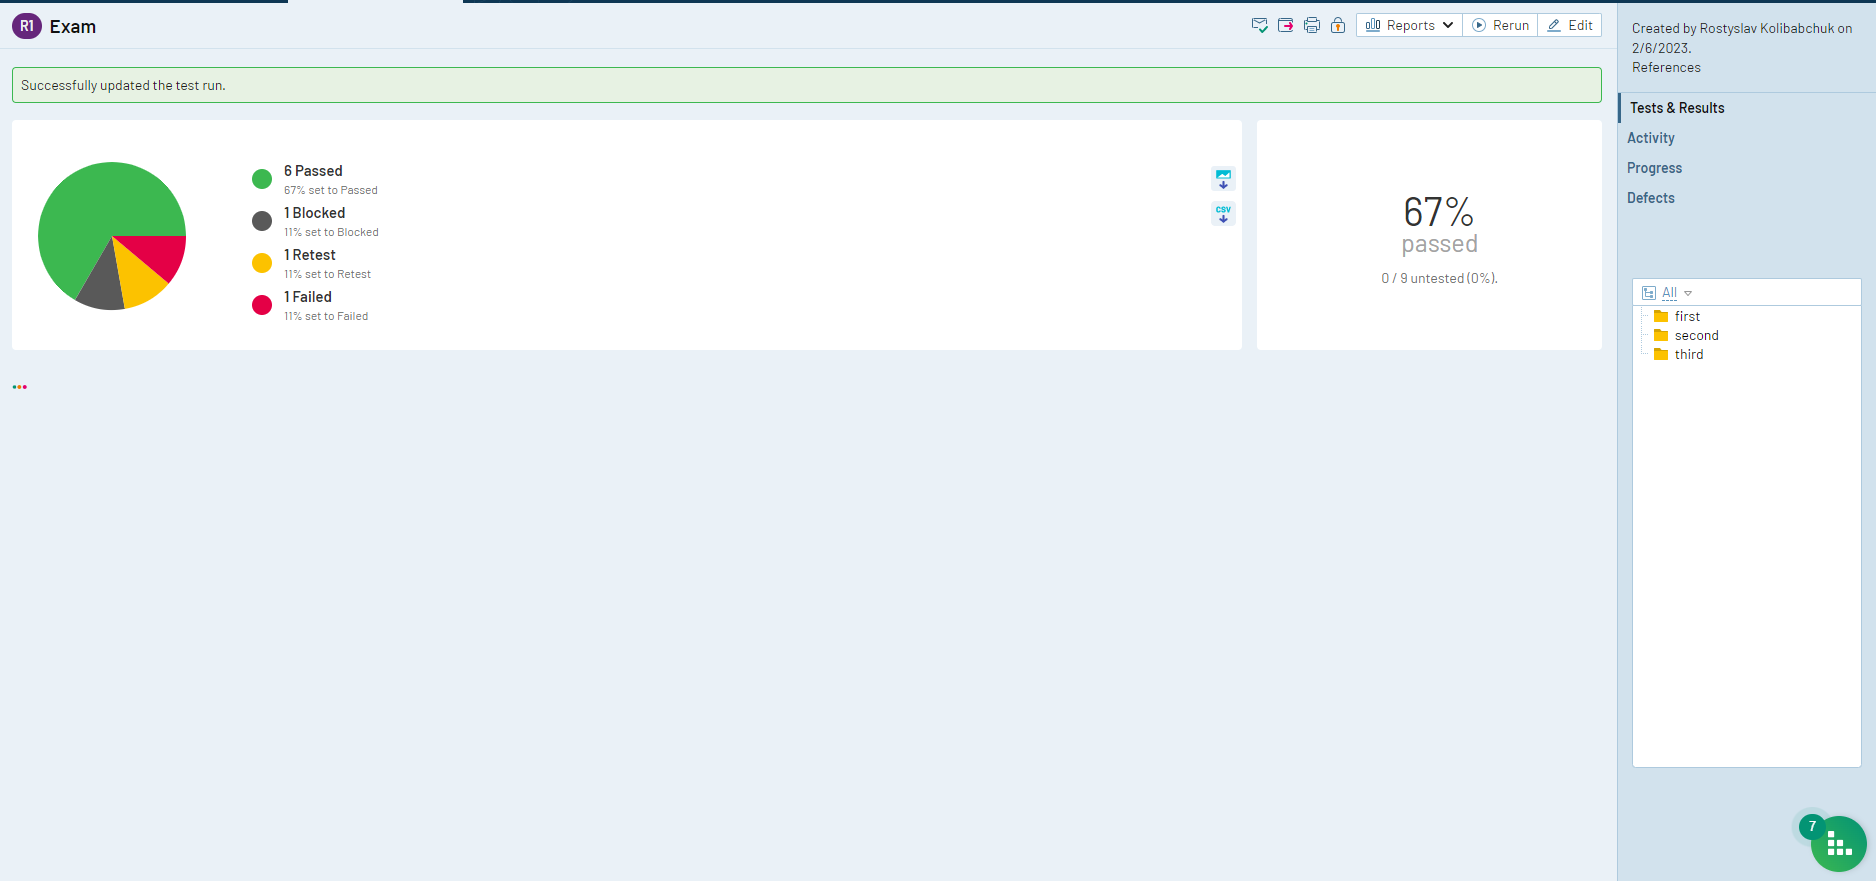 R1 Exam
Reports
Rerun
Edit
Successfully updated the test run.
6 Passed
67% set to Passed
1 Blocked
11% set to Blocked
1 Retest
11% set to Retest
1 Failed
11% set to Failed
CSV
67%
passed
0 / 9 untested (0%).
Created by Rostyslav Kolibabchuk on
2/6/2023.
References
Tests & Results
Activity
Progress
Defects
All
first
second
third
7